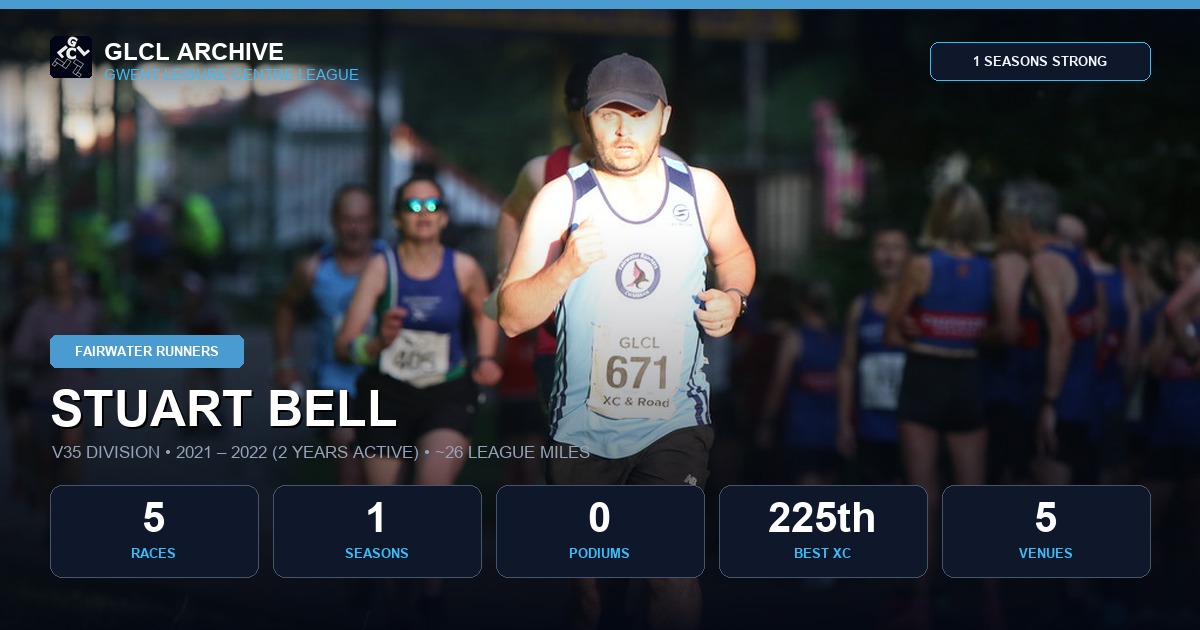 GLCL ARCHIVE
GWENT LEISURE CENTRE LEAGUE
1 SEASONS STRONG
405
GLCL
671
XC & Road
FAIRWATER RUNNERS
STUART BELL
V35 DIVISION • 2021 – 2022 (2 YEARS ACTIVE) • ~26 LEAGUE MILES
5
RACES
1
SEASONS
0
PODIUMS
225th
BEST XC
5
VENUES